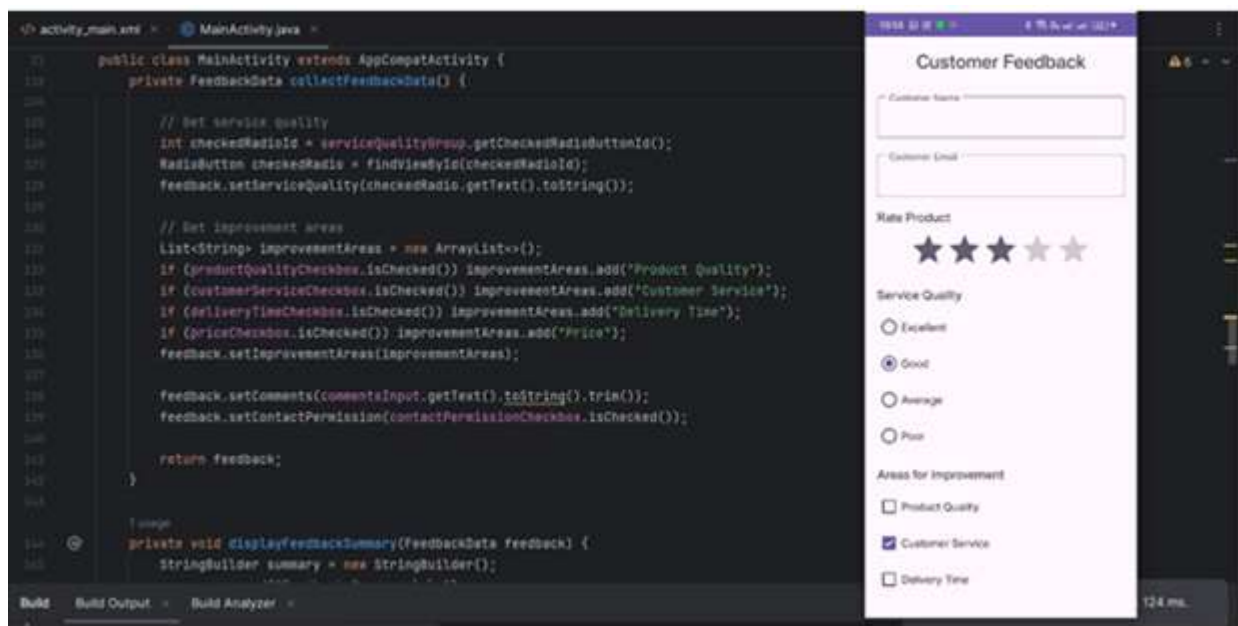 activity_main.xml × MainActivity.java ×
public class MainActivity extends AppCompatActivity {
private FeedbackData collectFeedbackData() {
// Get service quality
int checkedRadioId = serviceQualityGroup.getCheckedRadioButtonId();
RadioButton checkedRadio = findViewById(checkedRadioId);
feedback.setServiceQuality(checkedRadio.getText().toString());
// Get improvement areas
List<String> improvementAreas = new ArrayList<>();
if (productQualityCheckbox.isChecked()) improvementAreas.add("Product Quality");
if (customerServiceCheckbox.isChecked()) improvementAreas.add("Customer Service");
if (deliveryTimeCheckbox.isChecked()) improvementAreas.add("Delivery Time");
if (priceCheckbox.isChecked()) improvementAreas.add("Price");
feedback.setImprovementAreas(improvementAreas);
feedback.setComments(commentsInput.getText().toString().trim());
feedback.setContactPermission(contactPermissionCheckbox.isChecked());
return feedback;
}
1 usage
private void displayFeedbackSummary(FeedbackData feedback) {
StringBuilder summary = new StringBuilder();
Build Build Output × Build Analyzer ×
Customer Feedback
Customer Name
Customer Email
Rate Product
Service Quality
Excellent
Good
Average
Poor
Areas for Improvement
Product Quality
Customer Service
Delivery Time
6
124 ms.